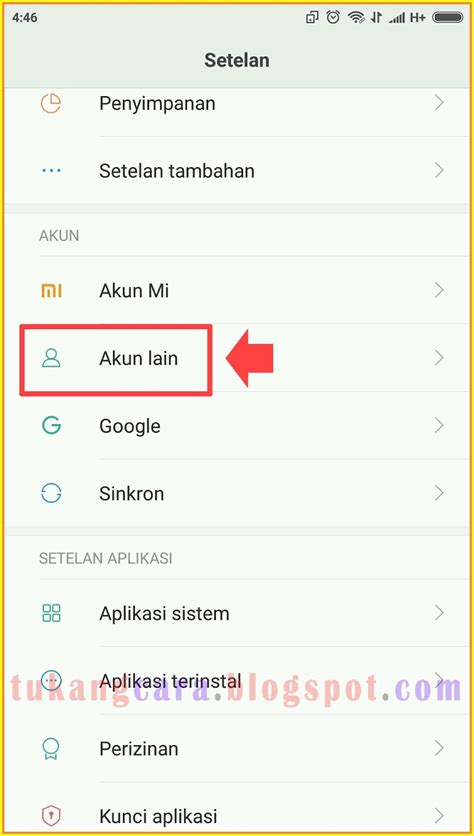 4:46 H+
Setelan
Penyimpanan
Setelan tambahan
AKUN
Akun Mi
Akun lain
Google
Sinkron
SETELAN APLIKASI
Aplikasi sistem
Aplikasi terinstal
tukangcara.blogspot.com
Perizinan
Kunci aplikasi